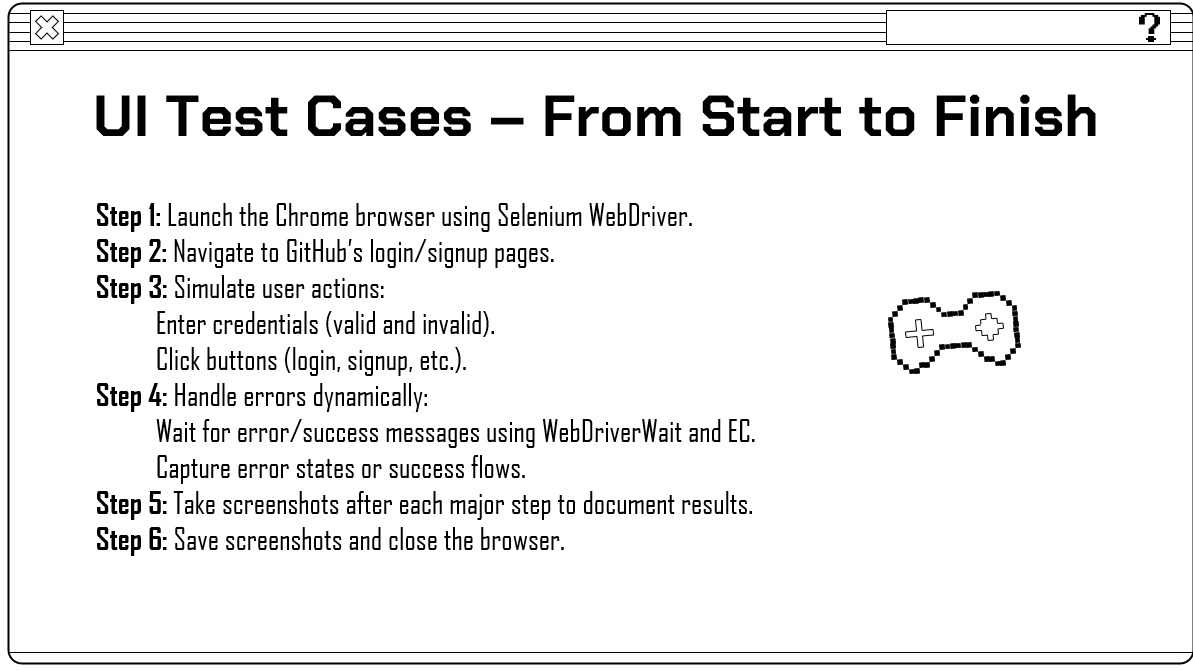 ?
UI Test Cases – From Start to Finish
Step 1: Launch the Chrome browser using Selenium WebDriver.
Step 2: Navigate to GitHub's login/signup pages.
Step 3: Simulate user actions:
Enter credentials (valid and invalid).
Click buttons (login, signup, etc.).
Step 4: Handle errors dynamically:
Wait for error/success messages using WebDriverWait and EC.
Capture error states or success flows.
Step 5: Take screenshots after each major step to document results.
Step 6: Save screenshots and close the browser.